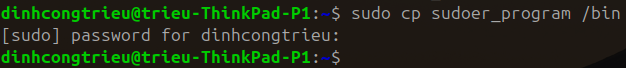 dinhcongtrieu@trieu-ThinkPad-P1:~$ sudo cp sudoer_program /bin
[sudo] password for dinhcongtrieu:
dinhcongtrieu@trieu-ThinkPad-P1:~$